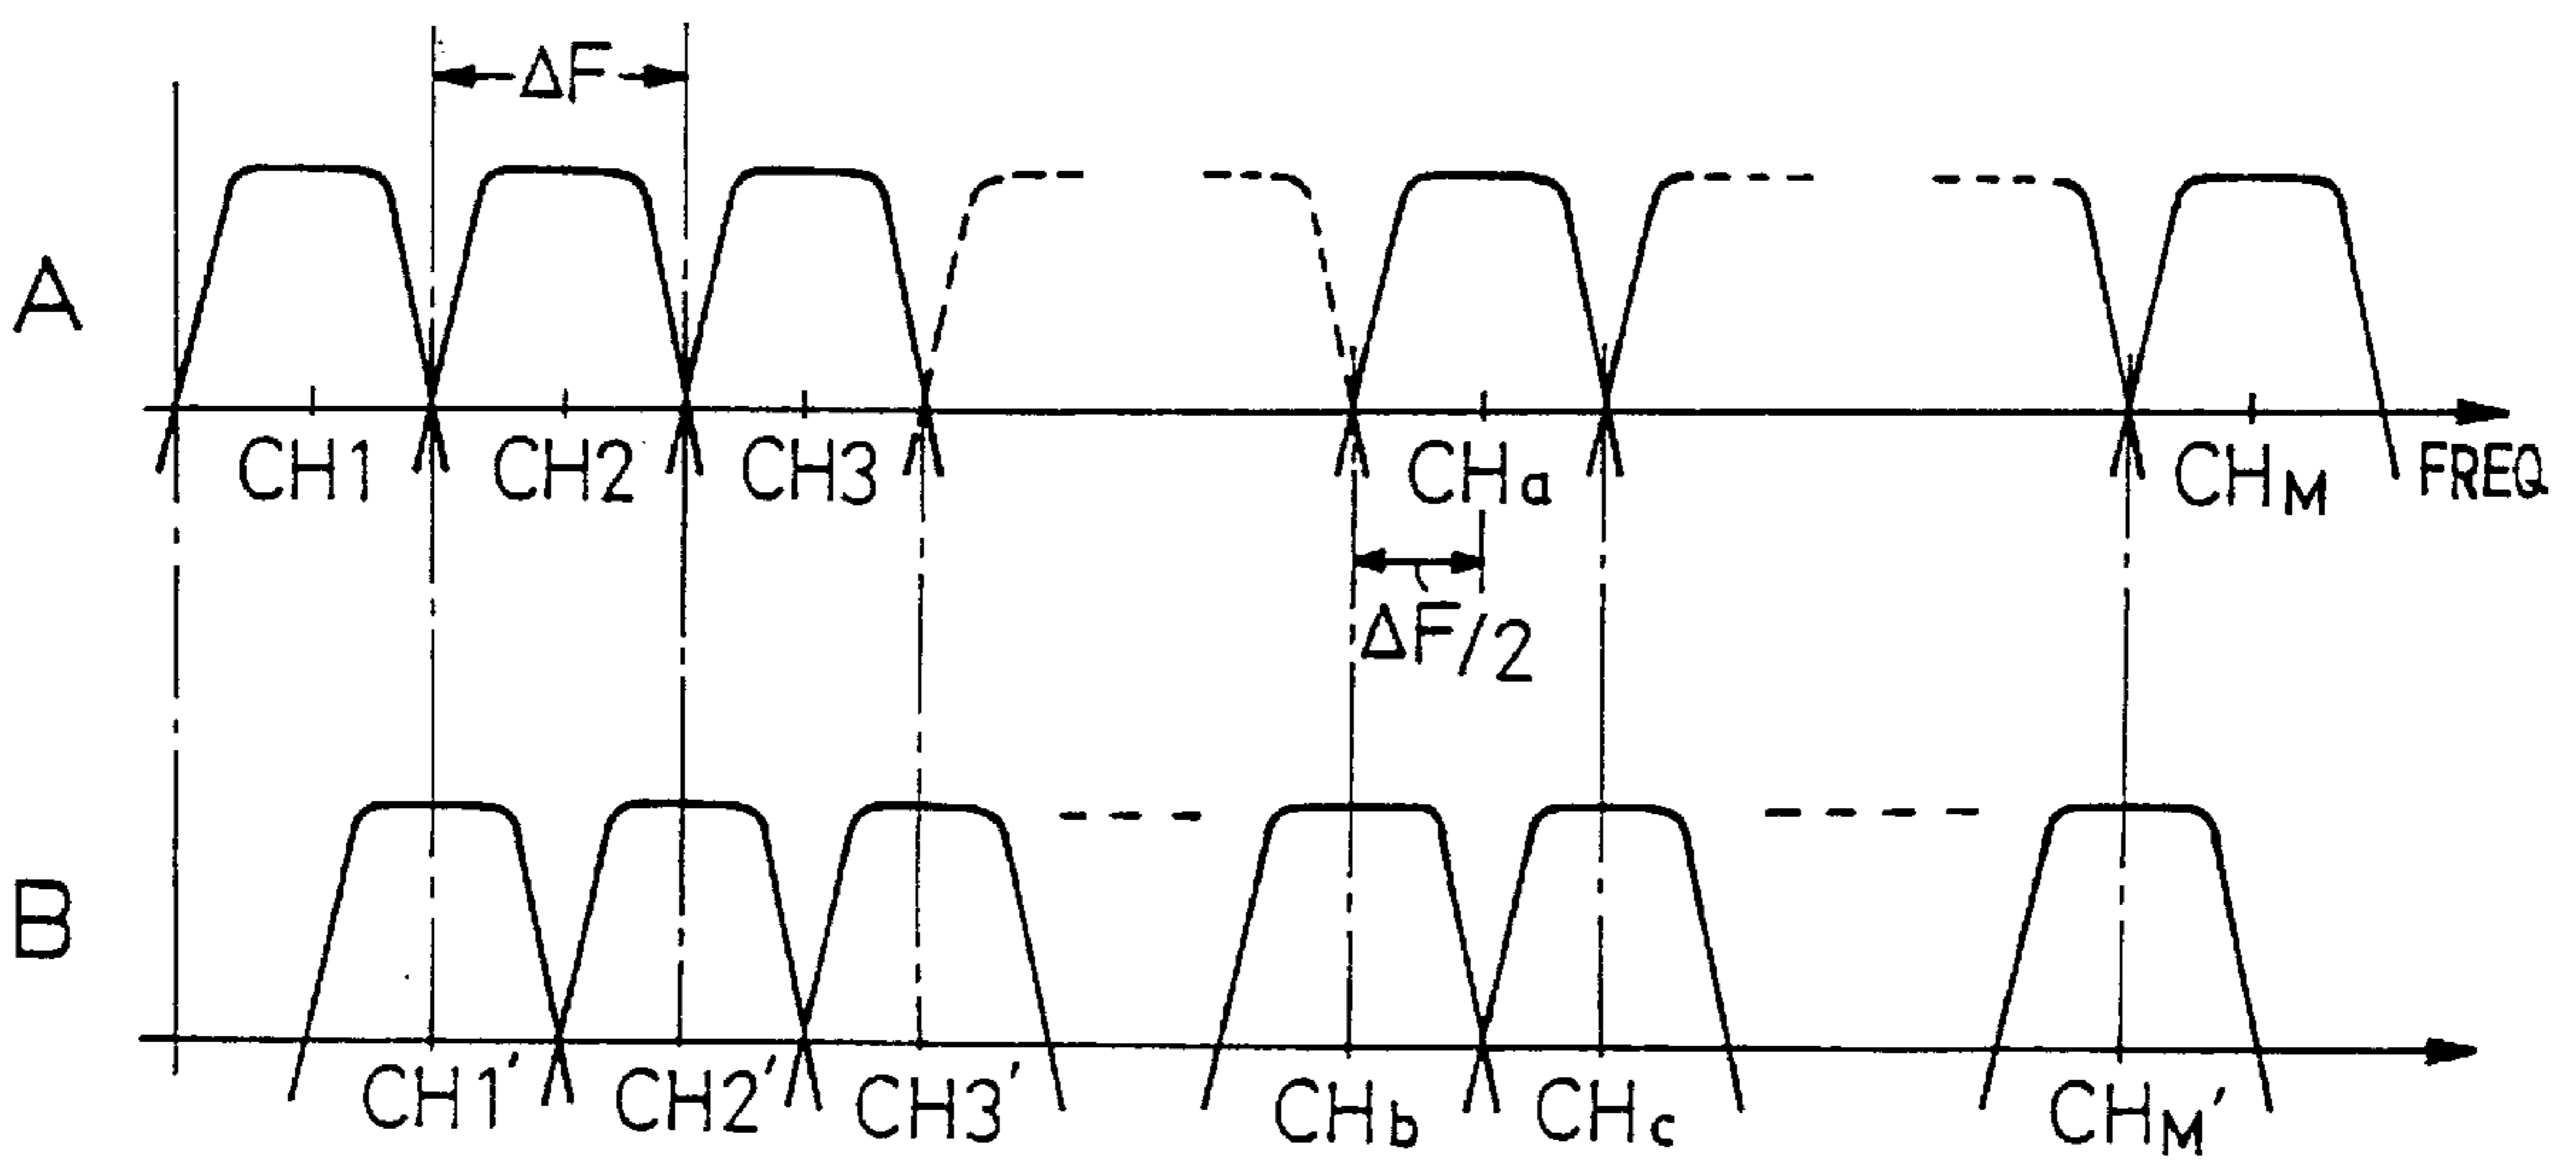 ΔF
A
CH1 CH2 CH3 CHa CHM FREQ
ΔF/2
B
CH1' CH2' CH3' CHb CHc CHM'